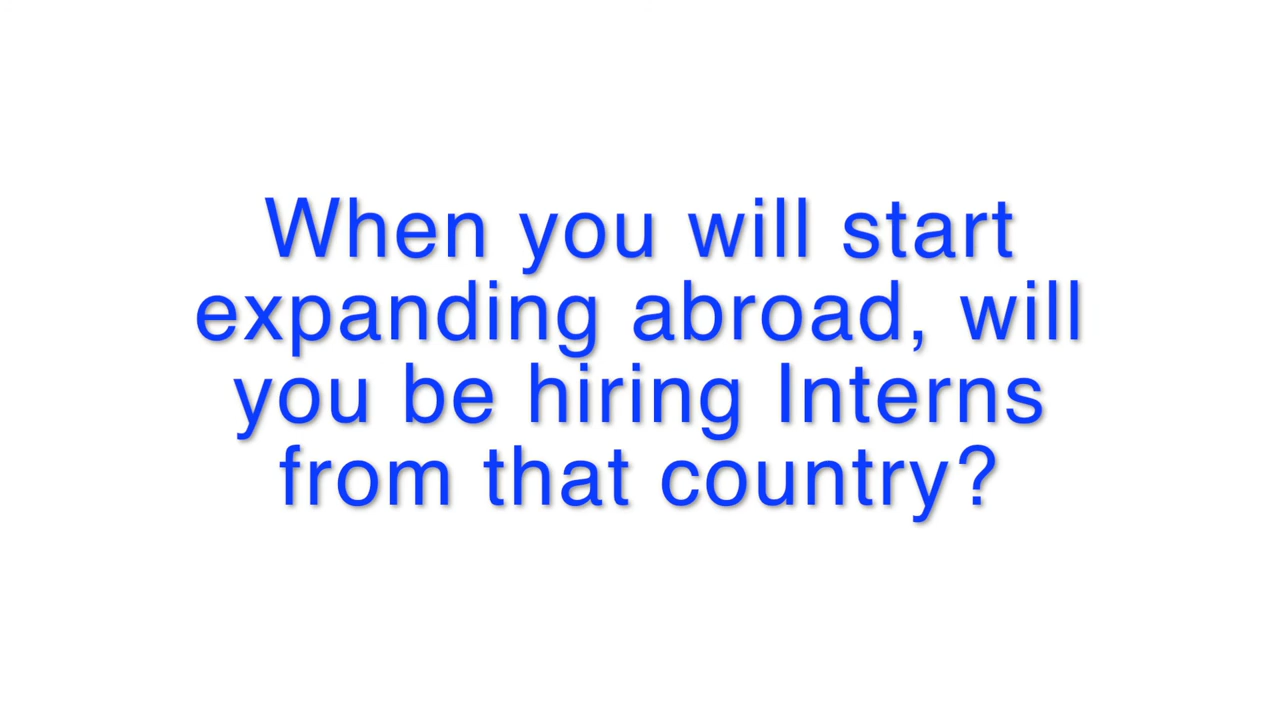 When you will start
expanding abroad, will
you be hiring Interns
from that country?